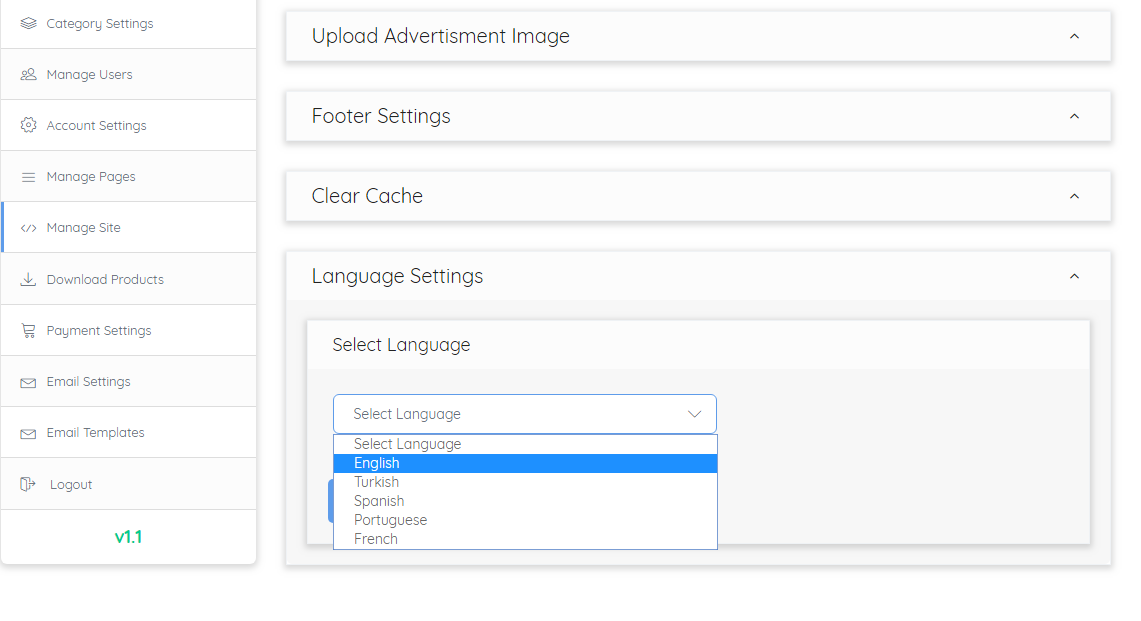 Category Settings
Manage Users
Account Settings
Manage Pages
Manage Site
Download Products
Payment Settings
Email Settings
Email Templates
Logout
v1.1
Upload Advertisment Image
Footer Settings
Clear Cache
Language Settings
Select Language
Select Language
Select Language
English
Turkish
Spanish
Portuguese
French